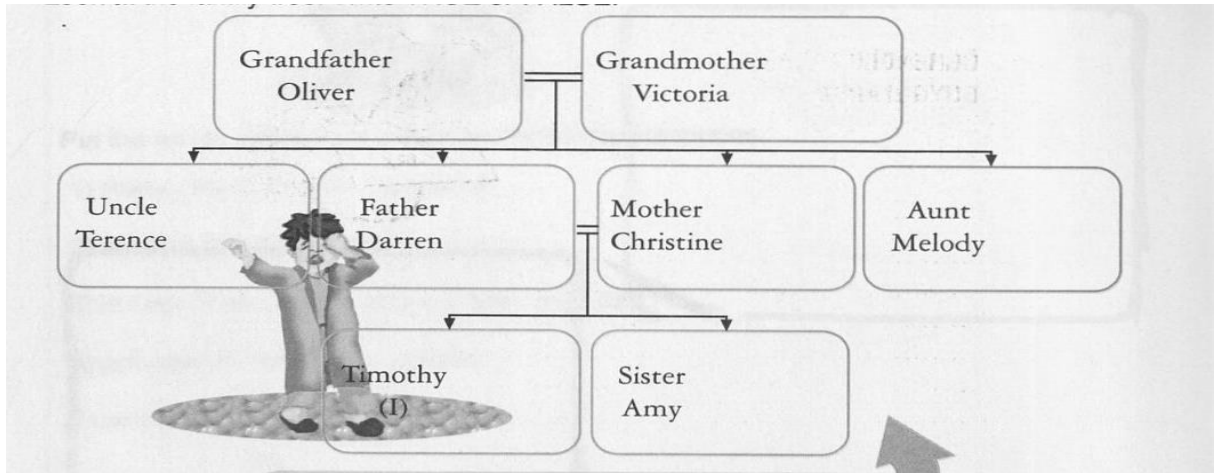 Grandfather
Oliver
Grandmother
Victoria
Uncle
Terence
Father
Darren
Mother
Christine
Aunt
Melody
Timothy
(I)
Sister
Amy